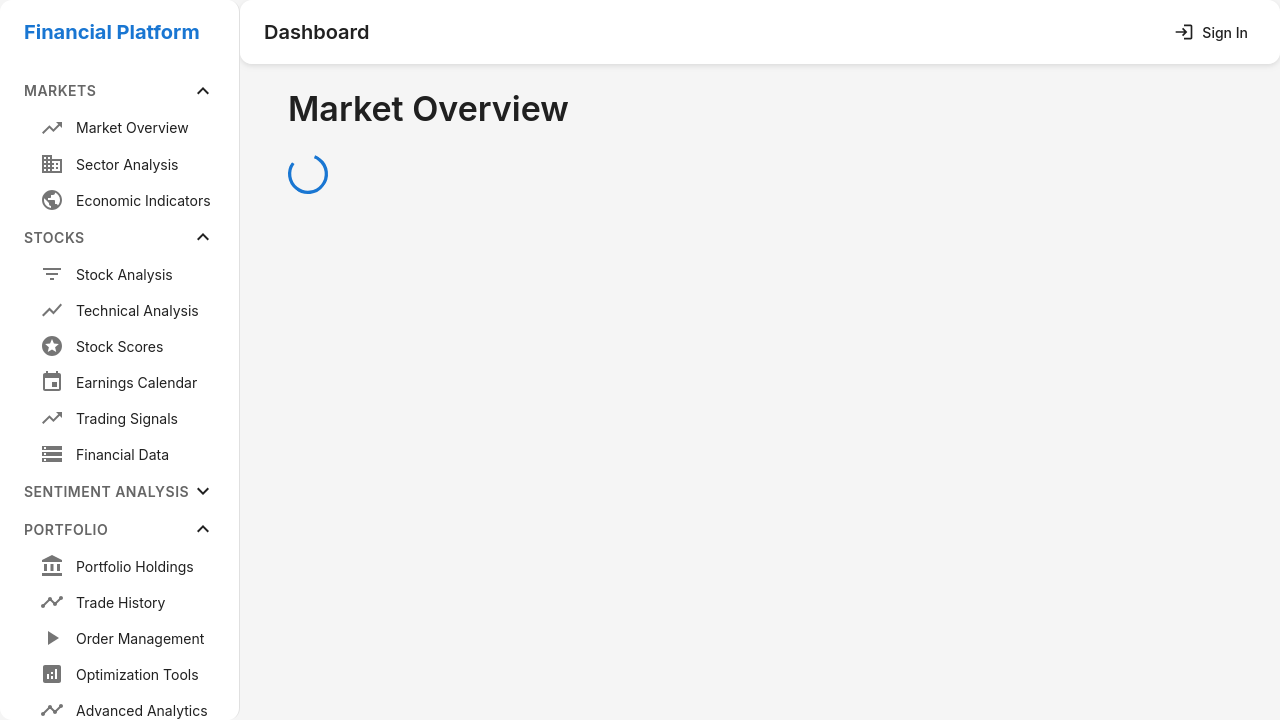 Financial Platform
MARKETS
Market Overview
Sector Analysis
Economic Indicators
STOCKS
Stock Analysis
Technical Analysis
Stock Scores
Earnings Calendar
Trading Signals
Financial Data
SENTIMENT ANALYSIS
PORTFOLIO
Portfolio Holdings
Trade History
Order Management
Optimization Tools
Advanced Analytics
Dashboard
Sign In
Market Overview